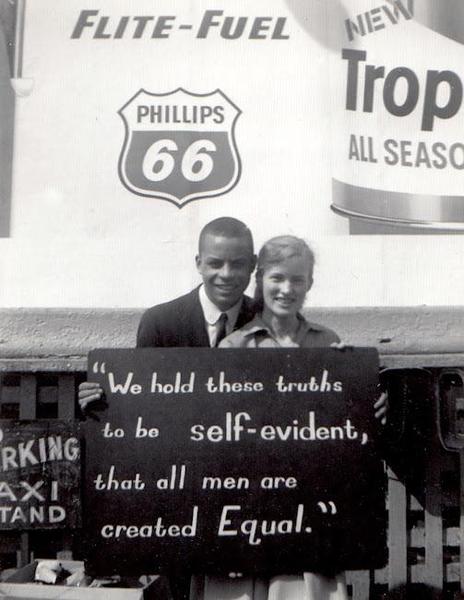 FLITE-FUEL
PHILLIPS
66
NEW
Trop
ALL SEASO
"We hold these truths
to be self-evident,
that all men are
created Equal."
RKING
AXI
TAND